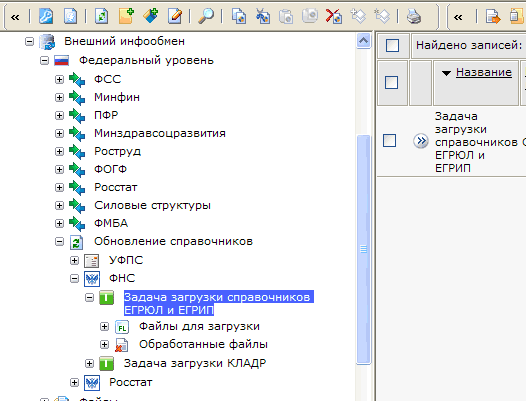 Внешний инфообмен
Федеральный уровень
ФСС
Минфин
ПФР
Минздравсоцразвития
Роструд
ФОГФ
Росстат
Силовые структуры
ФМБА
Обновление справочников
УФПС
ФНС
Задача загрузки справочников
ЕГРЮЛ и ЕГРИП
Файлы для загрузки
Обработанные файлы
Задача загрузки КЛАДР
Росстат
Найдено записей:
Название
Задача
загрузки
справочников
ЕГРЮЛ и
ЕГРИП